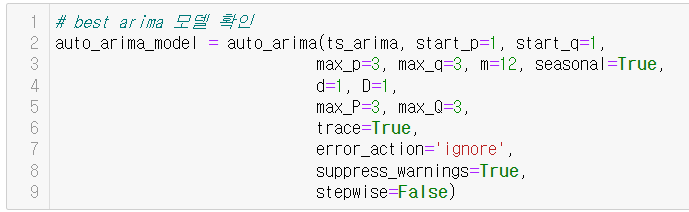 1 # best arima 모델 확인
2 auto_arima_model = auto_arima(ts_arima, start_p=1, start_q=1,
3 max_p=3, max_q=3, m=12, seasonal=True,
4 d=1, D=1,
5 max_P=3, max_Q=3,
6 trace=True,
7 error_action='ignore',
8 suppress_warnings=True,
9 stepwise=False)